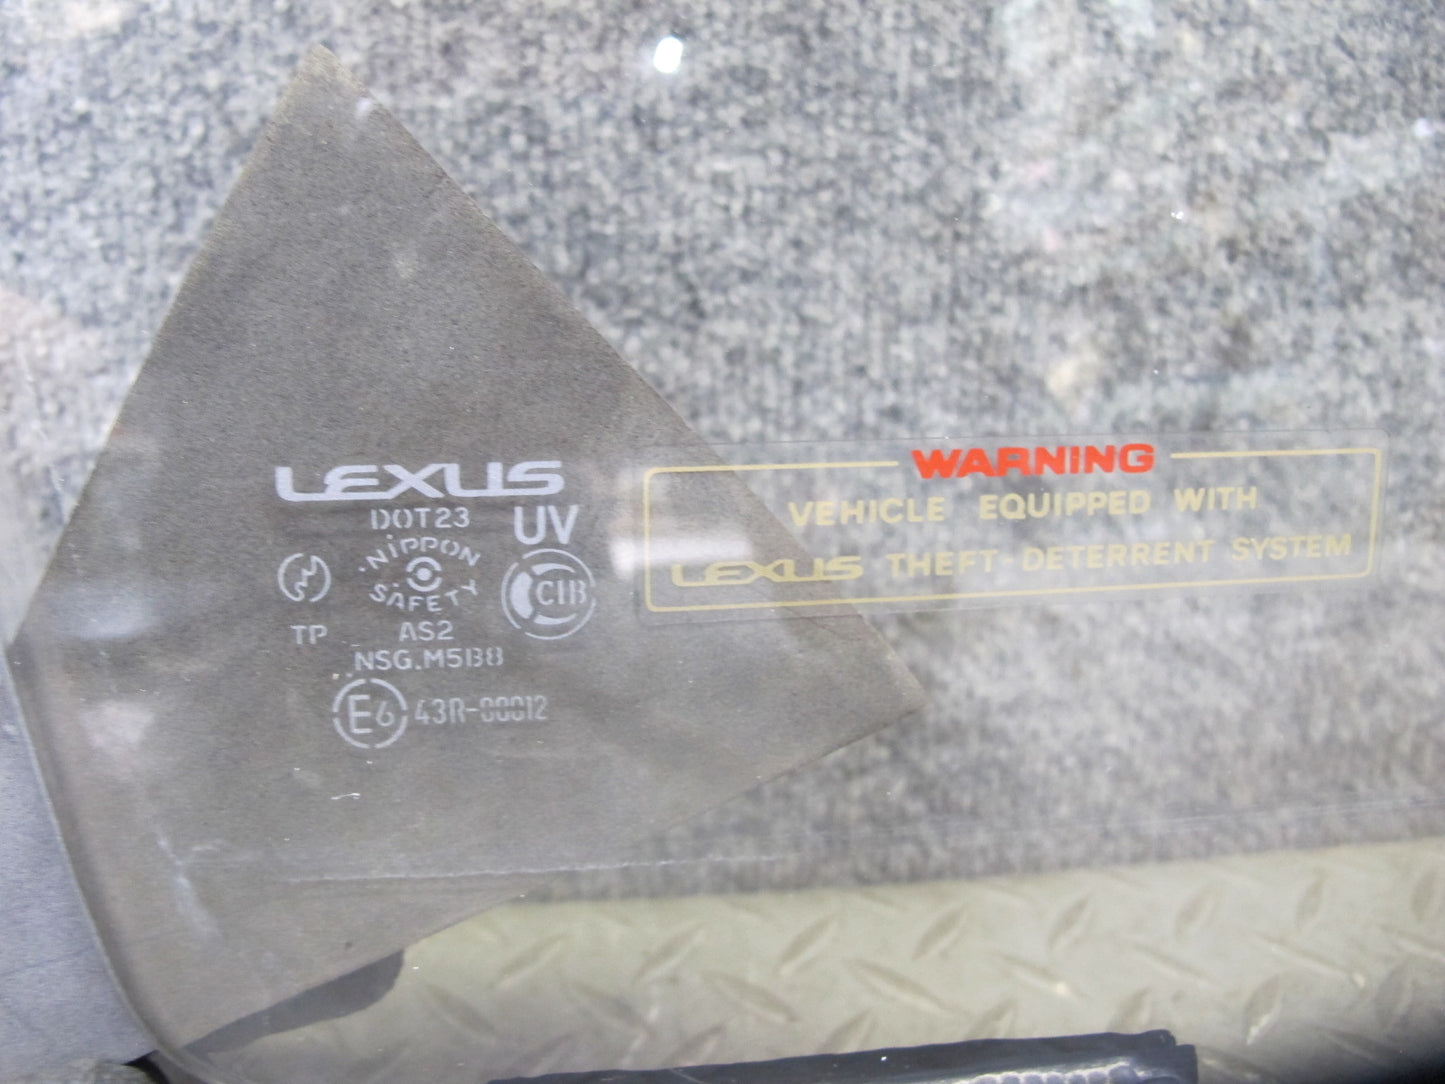 LEXUS
DOT23
UV
NIPPON
SAFETY
CIB
TP
AS2
NSG.M5B8
E6 43R-00012
WARNING
VEHICLE EQUIPPED WITH
LEXUS THEFT-DETERRENT SYSTEM